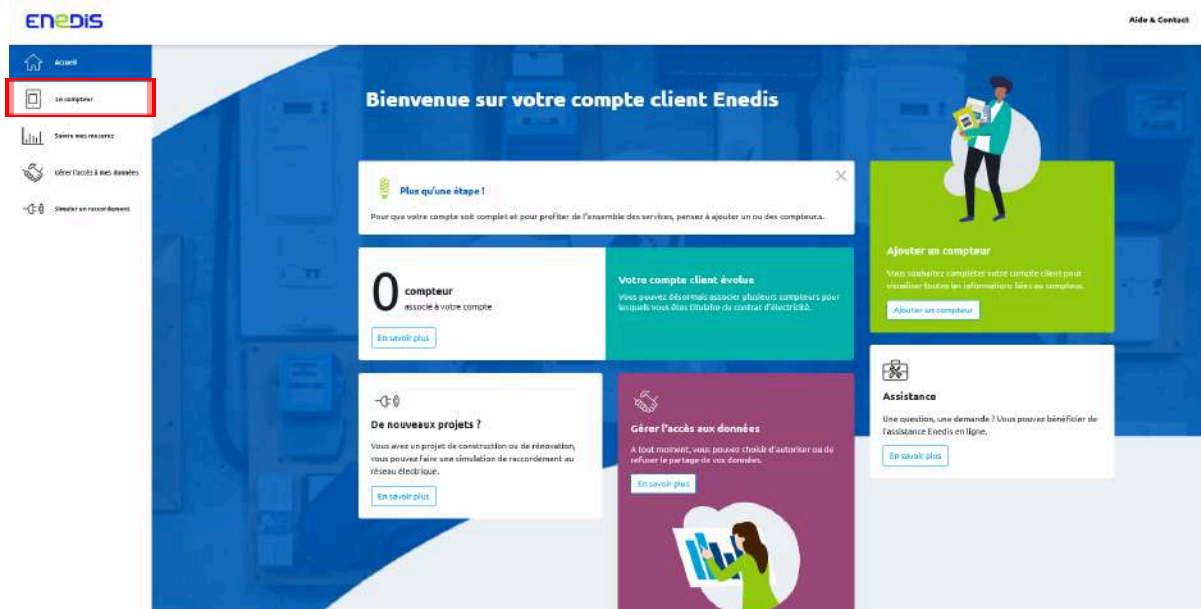 ENEDIS
Aide & Contact
Accueil
Le compteur
Suivre mes mesures
Gérer l'accès à mes données
Simuler un raccordement
Bienvenue sur votre compte client Enedis
Plus qu'une étape !
Pour que votre compte soit complet et pour profiter de l'ensemble des services, pensez à ajouter un ou des compteurs.
0
compteur
associé à votre compte
En savoir plus
Votre compte client évolue
Vous pouvez désormais associer plusieurs compteurs pour
lesquels vous êtes titulaire du contrat d'électricité.
Ajouter un compteur
Vous souhaitez compléter votre compte client pour
visualiser toutes les informations liées au compteur.
Ajouter un compteur
De nouveaux projets ?
Vous avez un projet de construction ou de rénovation,
vous pouvez faire une simulation de raccordement au
réseau électrique.
En savoir plus
Gérer l'accès aux données
A tout moment, vous pouvez choisir d'autoriser ou de
refuser le partage de vos données.
En savoir plus
Assistance
Une question, une demande ? Vous pouvez bénéficier de
l'assistance Enedis en ligne.
En savoir plus